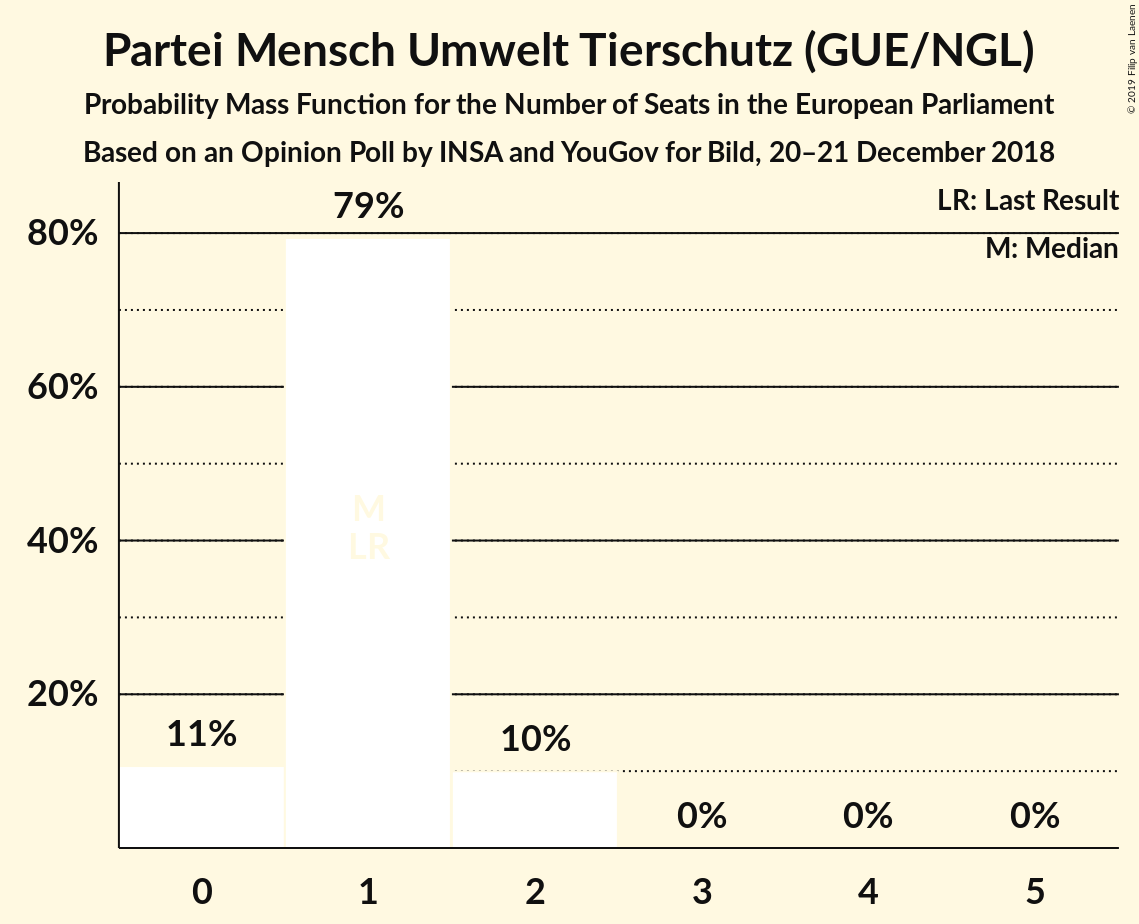 Partei Mensch Umwelt Tierschutz (GUE/NGL)
Probability Mass Function for the Number of Seats in the European Parliament
Based on an Opinion Poll by INSA and YouGov for Bild, 20–21 December 2018
© 2019 Filip van Laenen
LR: Last Result
M: Median
80%
60%
40%
20%
79%
M
LR
11%
10%
0%
0%
0%
0
1
2
3
4
5